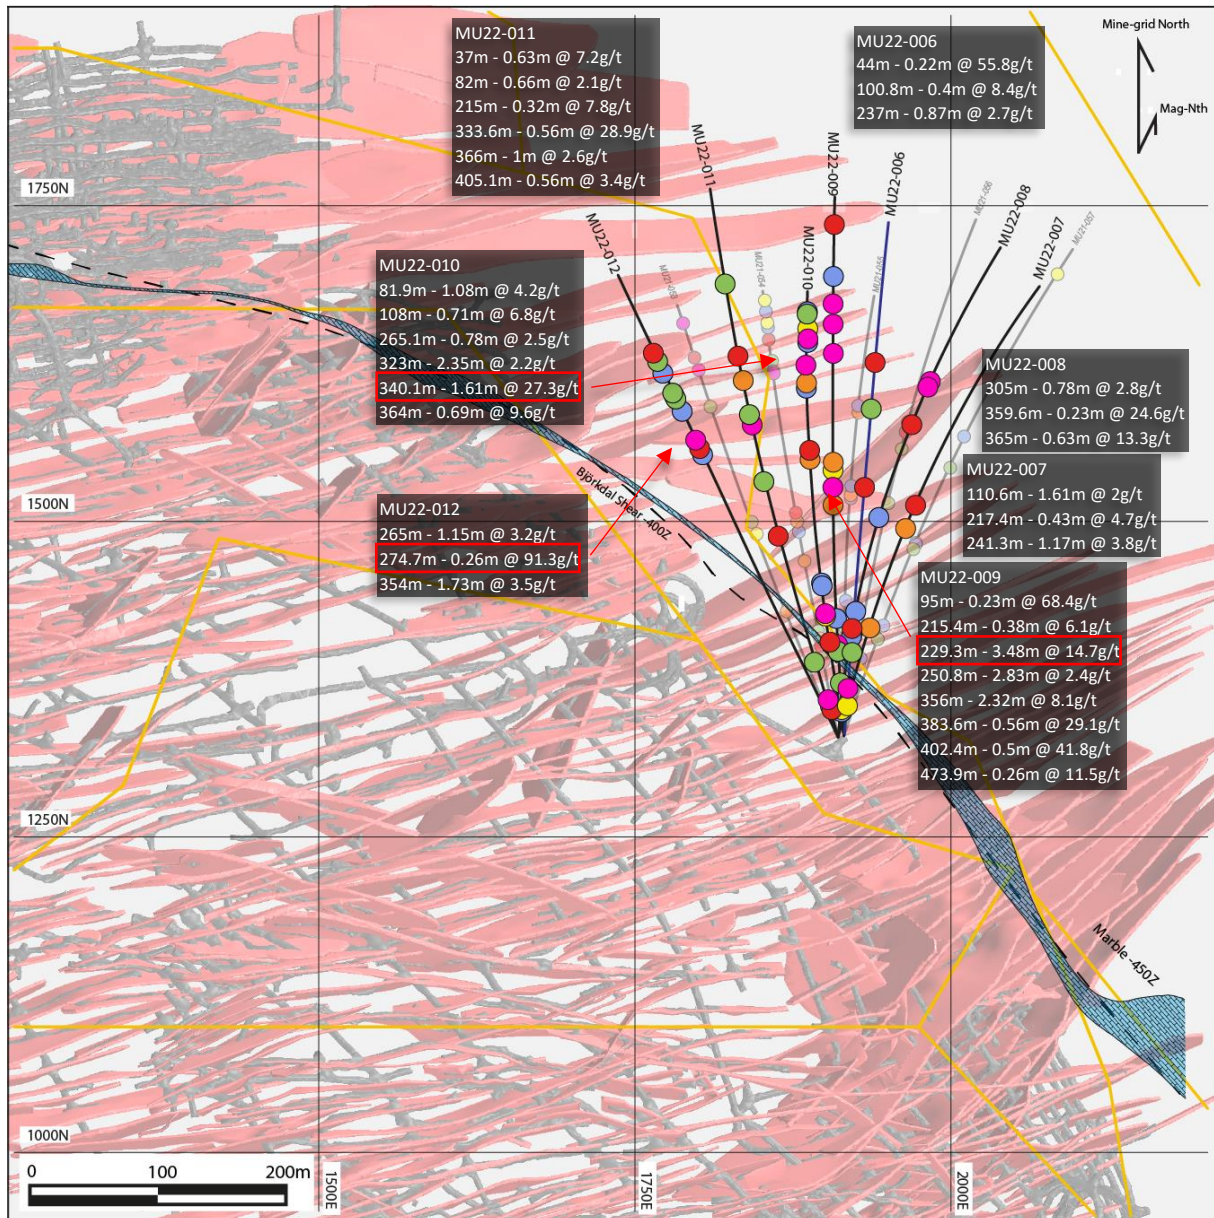 MU22-011
37m - 0.63m @ 7.2g/t
82m - 0.66m @ 2.1g/t
215m - 0.32m @ 7.8g/t
333.6m - 0.56m @ 28.9g/t
366m - 1m @ 2.6g/t
405.1m - 0.56m @ 3.4g/t
MU22-006
44m - 0.22m @ 55.8g/t
100.8m - 0.4m @ 8.4g/t
237m - 0.87m @ 2.7g/t
Mine-grid North
Mag-Nth
1750N
MU22-012
MU21-053
MU22-011
MU21-054
MU22-010
MU22-009
MU21-055
MU22-006
MU21-056
MU22-008
MU22-007
MU21-057
MU22-010
81.9m - 1.08m @ 4.2g/t
108m - 0.71m @ 6.8g/t
265.1m - 0.78m @ 2.5g/t
323m - 2.35m @ 2.2g/t
340.1m - 1.61m @ 27.3g/t
364m - 0.69m @ 9.6g/t
MU22-008
305m - 0.78m @ 2.8g/t
359.6m - 0.23m @ 24.6g/t
365m - 0.63m @ 13.3g/t
MU22-007
110.6m - 1.61m @ 2g/t
217.4m - 0.43m @ 4.7g/t
241.3m - 1.17m @ 3.8g/t
Björkdal Shear -400Z
1500N
MU22-012
265m - 1.15m @ 3.2g/t
274.7m - 0.26m @ 91.3g/t
354m - 1.73m @ 3.5g/t
MU22-009
95m - 0.23m @ 68.4g/t
215.4m - 0.38m @ 6.1g/t
229.3m - 3.48m @ 14.7g/t
250.8m - 2.83m @ 2.4g/t
356m - 2.32m @ 8.1g/t
383.6m - 0.56m @ 29.1g/t
402.4m - 0.5m @ 41.8g/t
473.9m - 0.26m @ 11.5g/t
1250N
Marble -450Z
1000N
0 100 200m
1500E
1750E
2000E